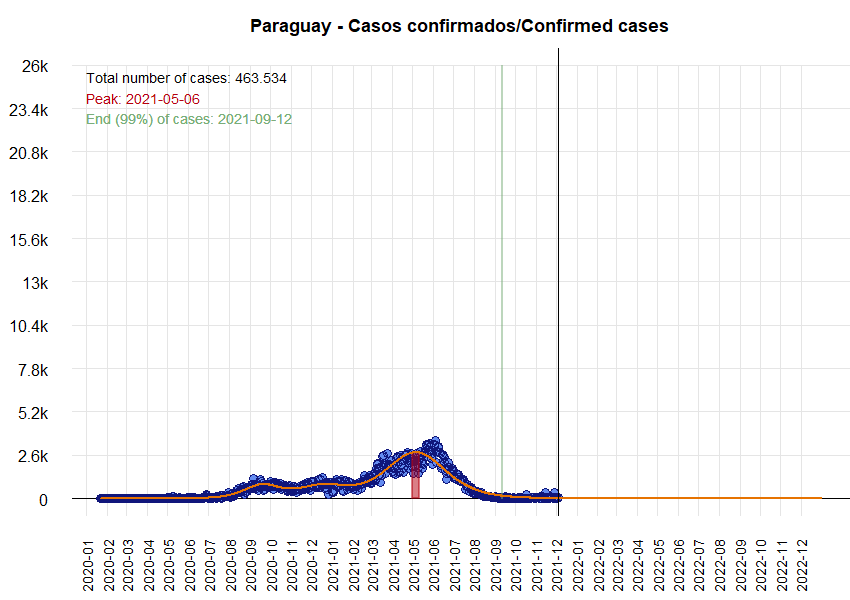 Paraguay - Casos confirmados/Confirmed cases
Total number of cases: 463.534
Peak: 2021-05-06
End (99%) of cases: 2021-09-12
26k
23.4k
20.8k
18.2k
15.6k
13k
10.4k
7.8k
5.2k
2.6k
0
2020-01
2020-02
2020-03
2020-04
2020-05
2020-06
2020-07
2020-08
2020-09
2020-10
2020-11
2020-12
2021-01
2021-02
2021-03
2021-04
2021-05
2021-06
2021-07
2021-08
2021-09
2021-10
2021-11
2021-12
2022-01
2022-02
2022-03
2022-04
2022-05
2022-06
2022-07
2022-08
2022-09
2022-10
2022-11
2022-12